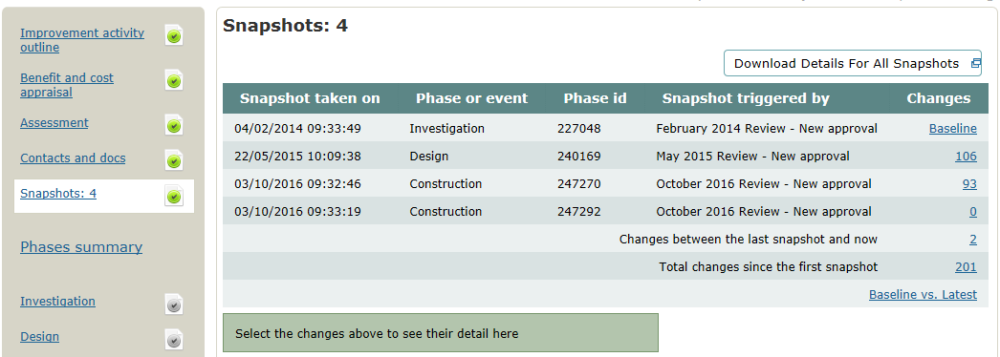 Improvement activity
outline
Benefit and cost
appraisal
Assessment
Contacts and docs
Snapshots: 4
Phases summary
Investigation
Design
Snapshots: 4
Download Details For All Snapshots
Snapshot taken on Phase or event Phase id Snapshot triggered by Changes
04/02/2014 09:33:49 Investigation 227048 February 2014 Review - New approval Baseline
22/05/2015 10:09:38 Design 240169 May 2015 Review - New approval 106
03/10/2016 09:32:46 Construction 247270 October 2016 Review - New approval 93
03/10/2016 09:33:19 Construction 247292 October 2016 Review - New approval 0
Changes between the last snapshot and now 2
Total changes since the first snapshot 201
Baseline vs. Latest
Select the changes above to see their detail here